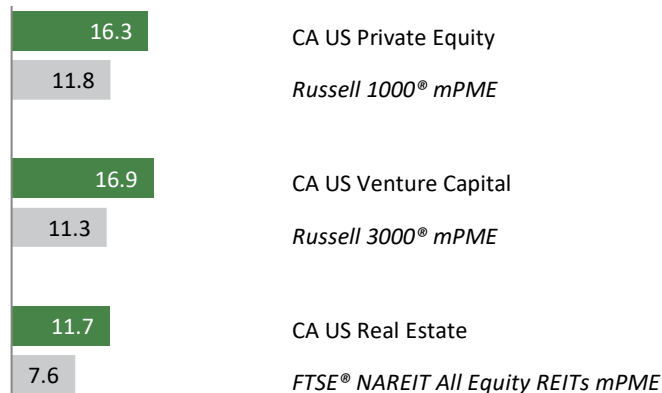 16.3 CA US Private Equity
11.8 Russell 1000® mPME
16.9 CA US Venture Capital
11.3 Russell 3000® mPME
11.7 CA US Real Estate
7.6 FTSE® NAREIT All Equity REITs mPME